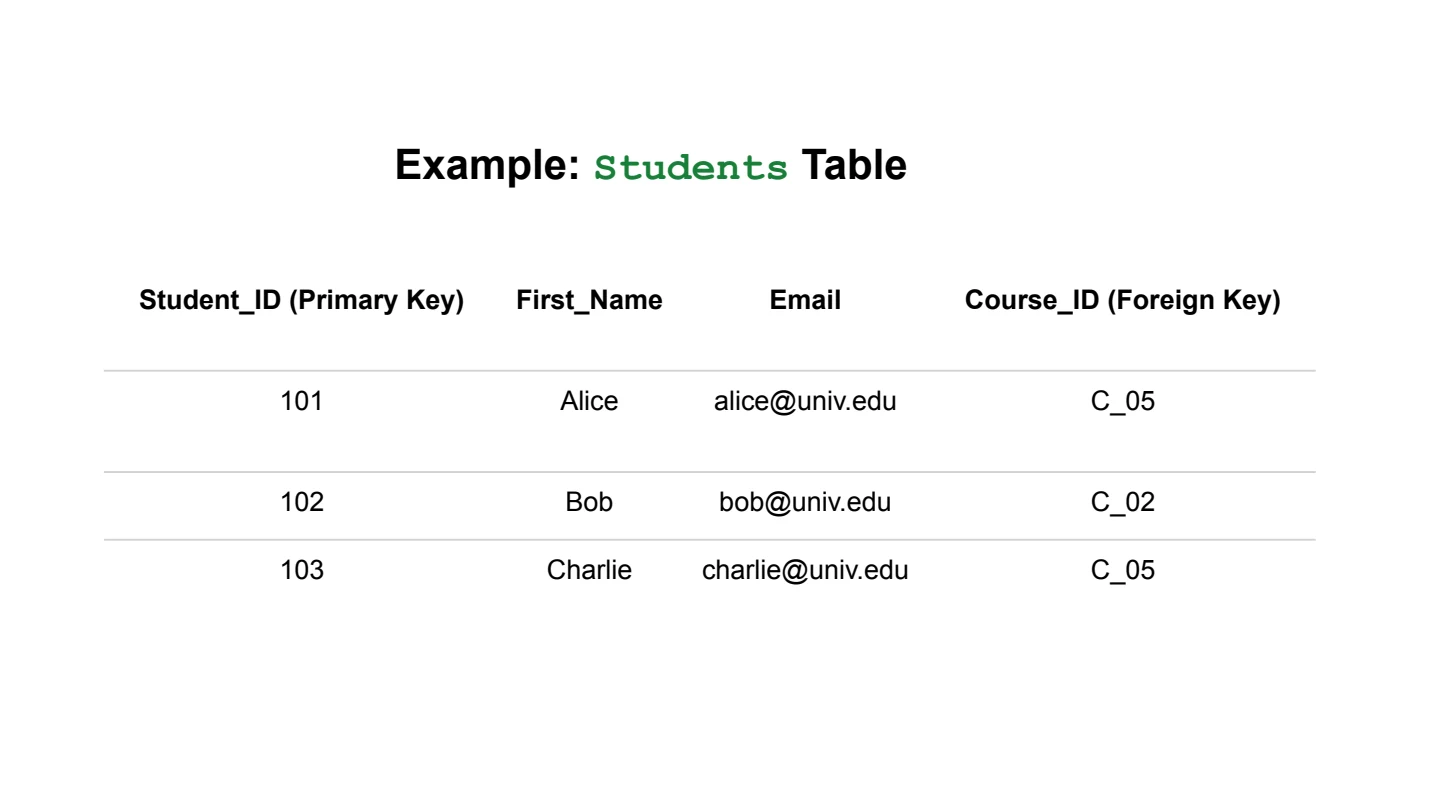 Example: Students Table
Student_ID (Primary Key) First_Name Email Course_ID (Foreign Key)
101 Alice alice@univ.edu C_05
102 Bob bob@univ.edu C_02
103 Charlie charlie@univ.edu C_05